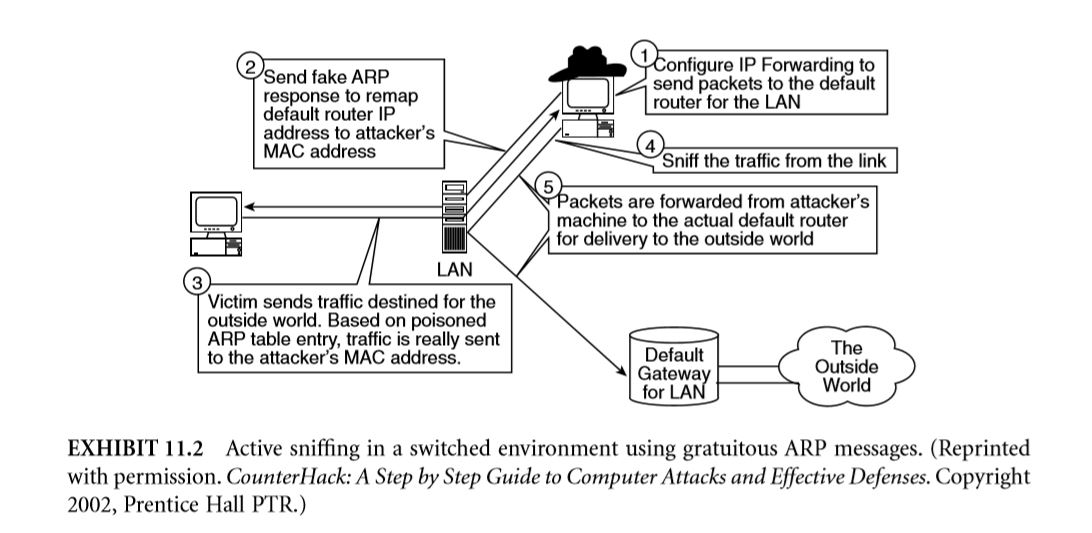 2
Send fake ARP
response to remap
default router IP
address to attacker's
MAC address
1
Configure IP Forwarding to
send packets to the default
router for the LAN
4
Sniff the traffic from the link
5
Packets are forwarded from attacker's
machine to the actual default router
for delivery to the outside world
LAN
3
Victim sends traffic destined for the
outside world. Based on poisoned
ARP table entry, traffic is really sent
to the attacker's MAC address.
Default
Gateway
for LAN
The
Outside
World
EXHIBIT 11.2 Active sniffing in a switched environment using gratuitous ARP messages. (Reprinted
with permission. CounterHack: A Step by Step Guide to Computer Attacks and Effective Defenses. Copyright
2002, Prentice Hall PTR.)